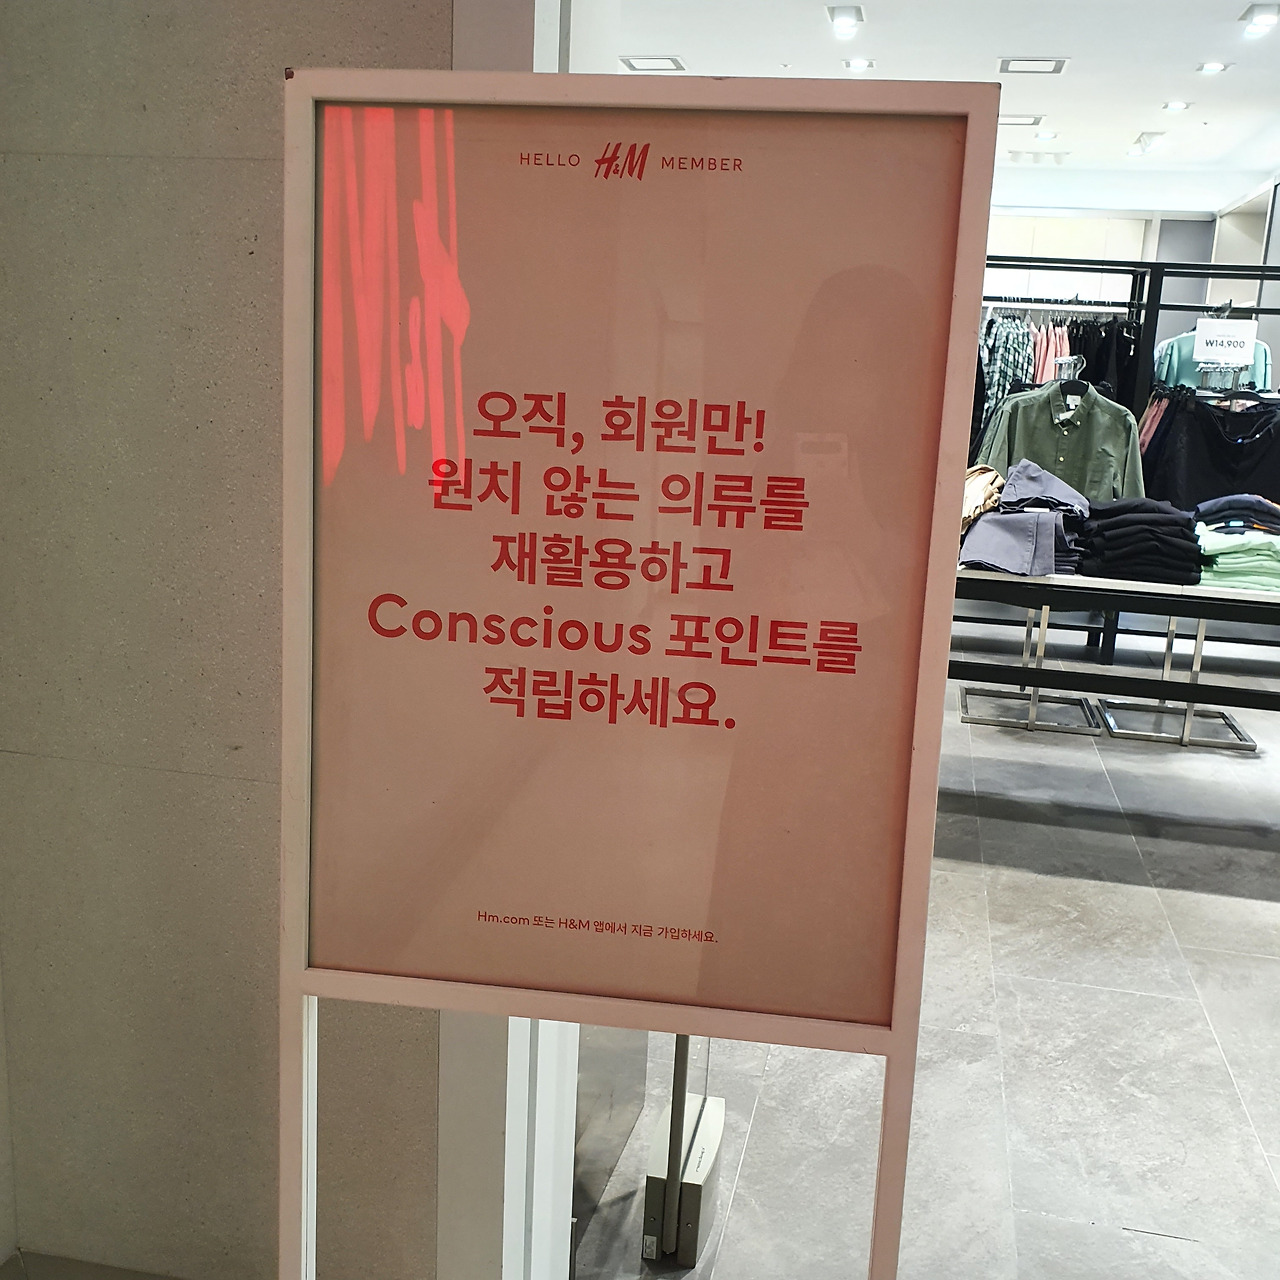 HELLO H&M MEMBER
오직, 회원만!
원치 않는 의류를
재활용하고
Conscious 포인트를
적립하세요.
Hm.com 또는 H&M 앱에서 지금 가입하세요.
₩14,900